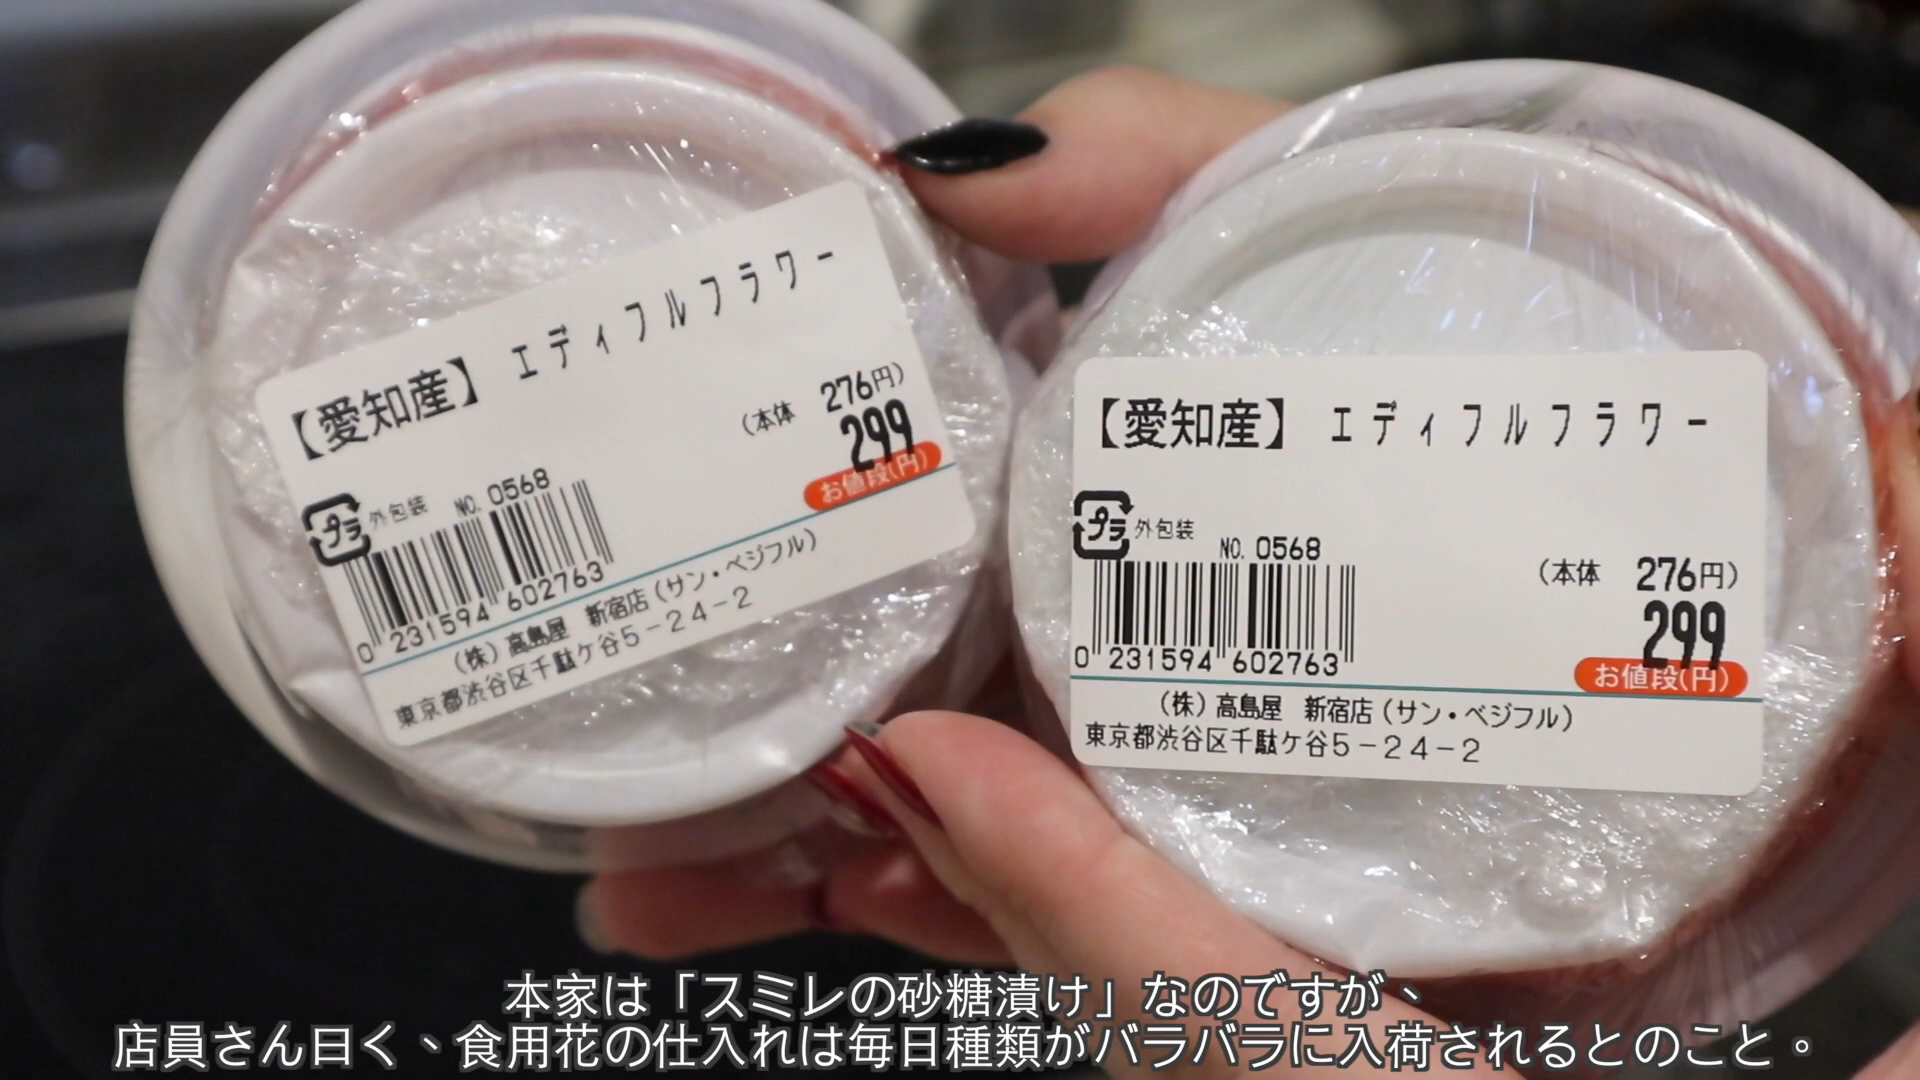 【愛知産】 エディフルフラワー
(本体 276円)
299
お値段(円)
プラ 外包装 NO. 0568
0 231594 602763
(株) 高島屋 新宿店(サン・ベジフル)
東京都渋谷区千駄ケ谷5-24-2
【愛知産】 エディフルフラワー
プラ 外包装 NO. 0568
(本体 276円)
299
お値段(円)
0 231594 602763
(株) 高島屋 新宿店(サン・ベジフル)
東京都渋谷区千駄ケ谷5-24-2
本家は「スミレの砂糖漬け」なのですが、
店員さん曰く、食用花の仕入れは毎日種類がバラバラに入荷されるとのこと。